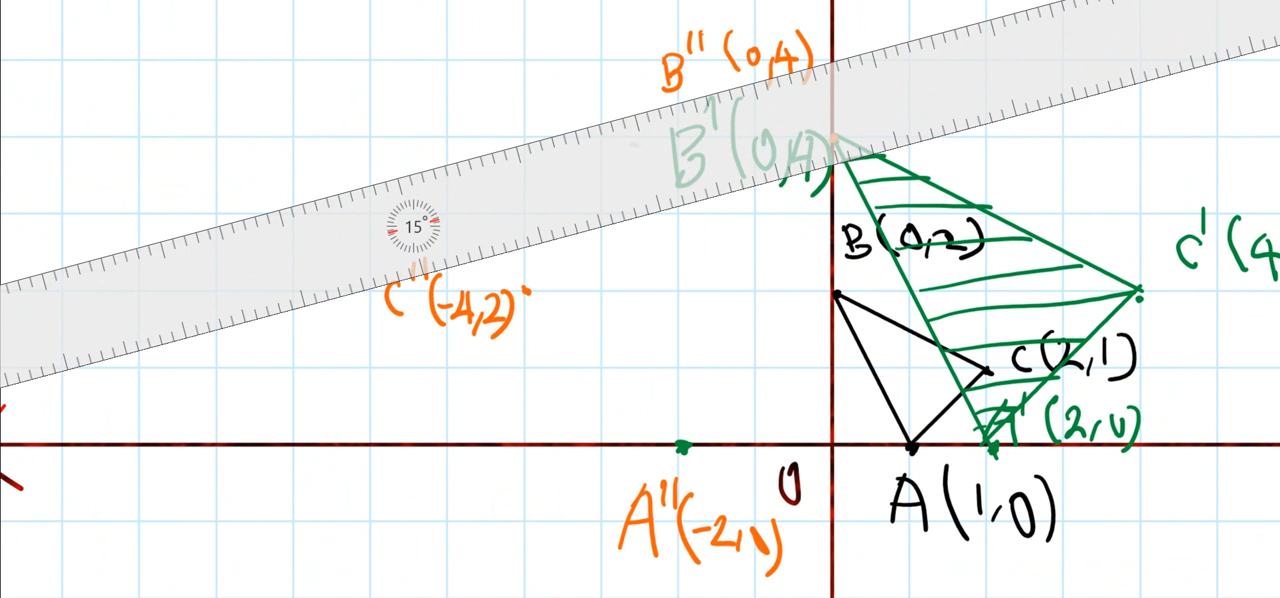 B''(0,4)
B'(0,4)
15°
B(0,2)
C'(4
C''(-4,2)
C(2,1)
A'(2,0)
O
A''(-2,0)
A(1,0)